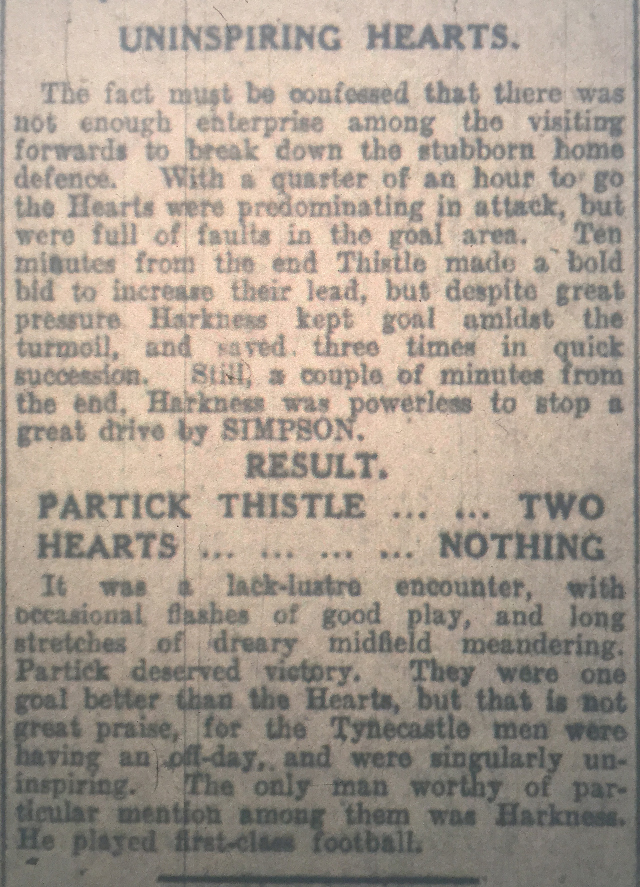 UNINSPIRING HEARTS.
The fact must be confessed that there was
not enough enterprise among the visiting
forwards to break down the stubborn home
defence. With a quarter of an hour to go
the Hearts were predominating in attack, but
were full of faults in the goal area. Ten
minutes from the end Thistle made a bold
bid to increase their lead, but despite great
pressure Harkness kept goal amidst the
turmoil, and saved three times in quick
succession. Still, a couple of minutes from
the end, Harkness was powerless to stop a
great drive by SIMPSON.
RESULT.
PARTICK THISTLE ... ... TWO
HEARTS ... ... ... ... NOTHING
It was a lack-lustre encounter, with
occasional flashes of good play, and long
stretches of dreary midfield meandering.
Partick deserved victory. They were one
goal better than the Hearts, but that is not
great praise, for the Tynecastle men were
having an off-day, and were singularly un-
inspiring. The only man worthy of par-
ticular mention among them was Harkness.
He played first-class football.